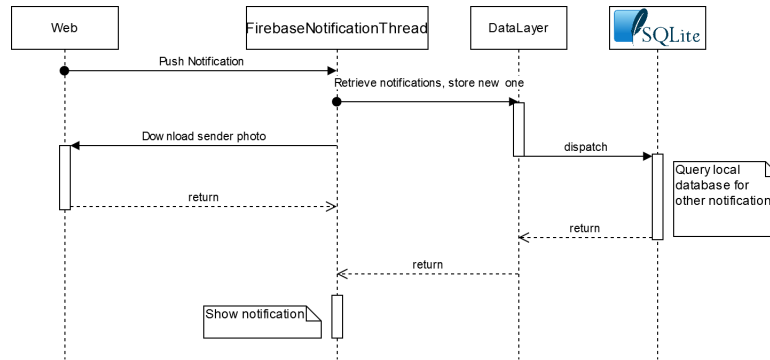 Web
FirebaseNotificationThread
DataLayer
SQLite
Push Notification
Retrieve notifications, store new one
Download sender photo
dispatch
Query local
database for
other notification
return
return
return
Show notification